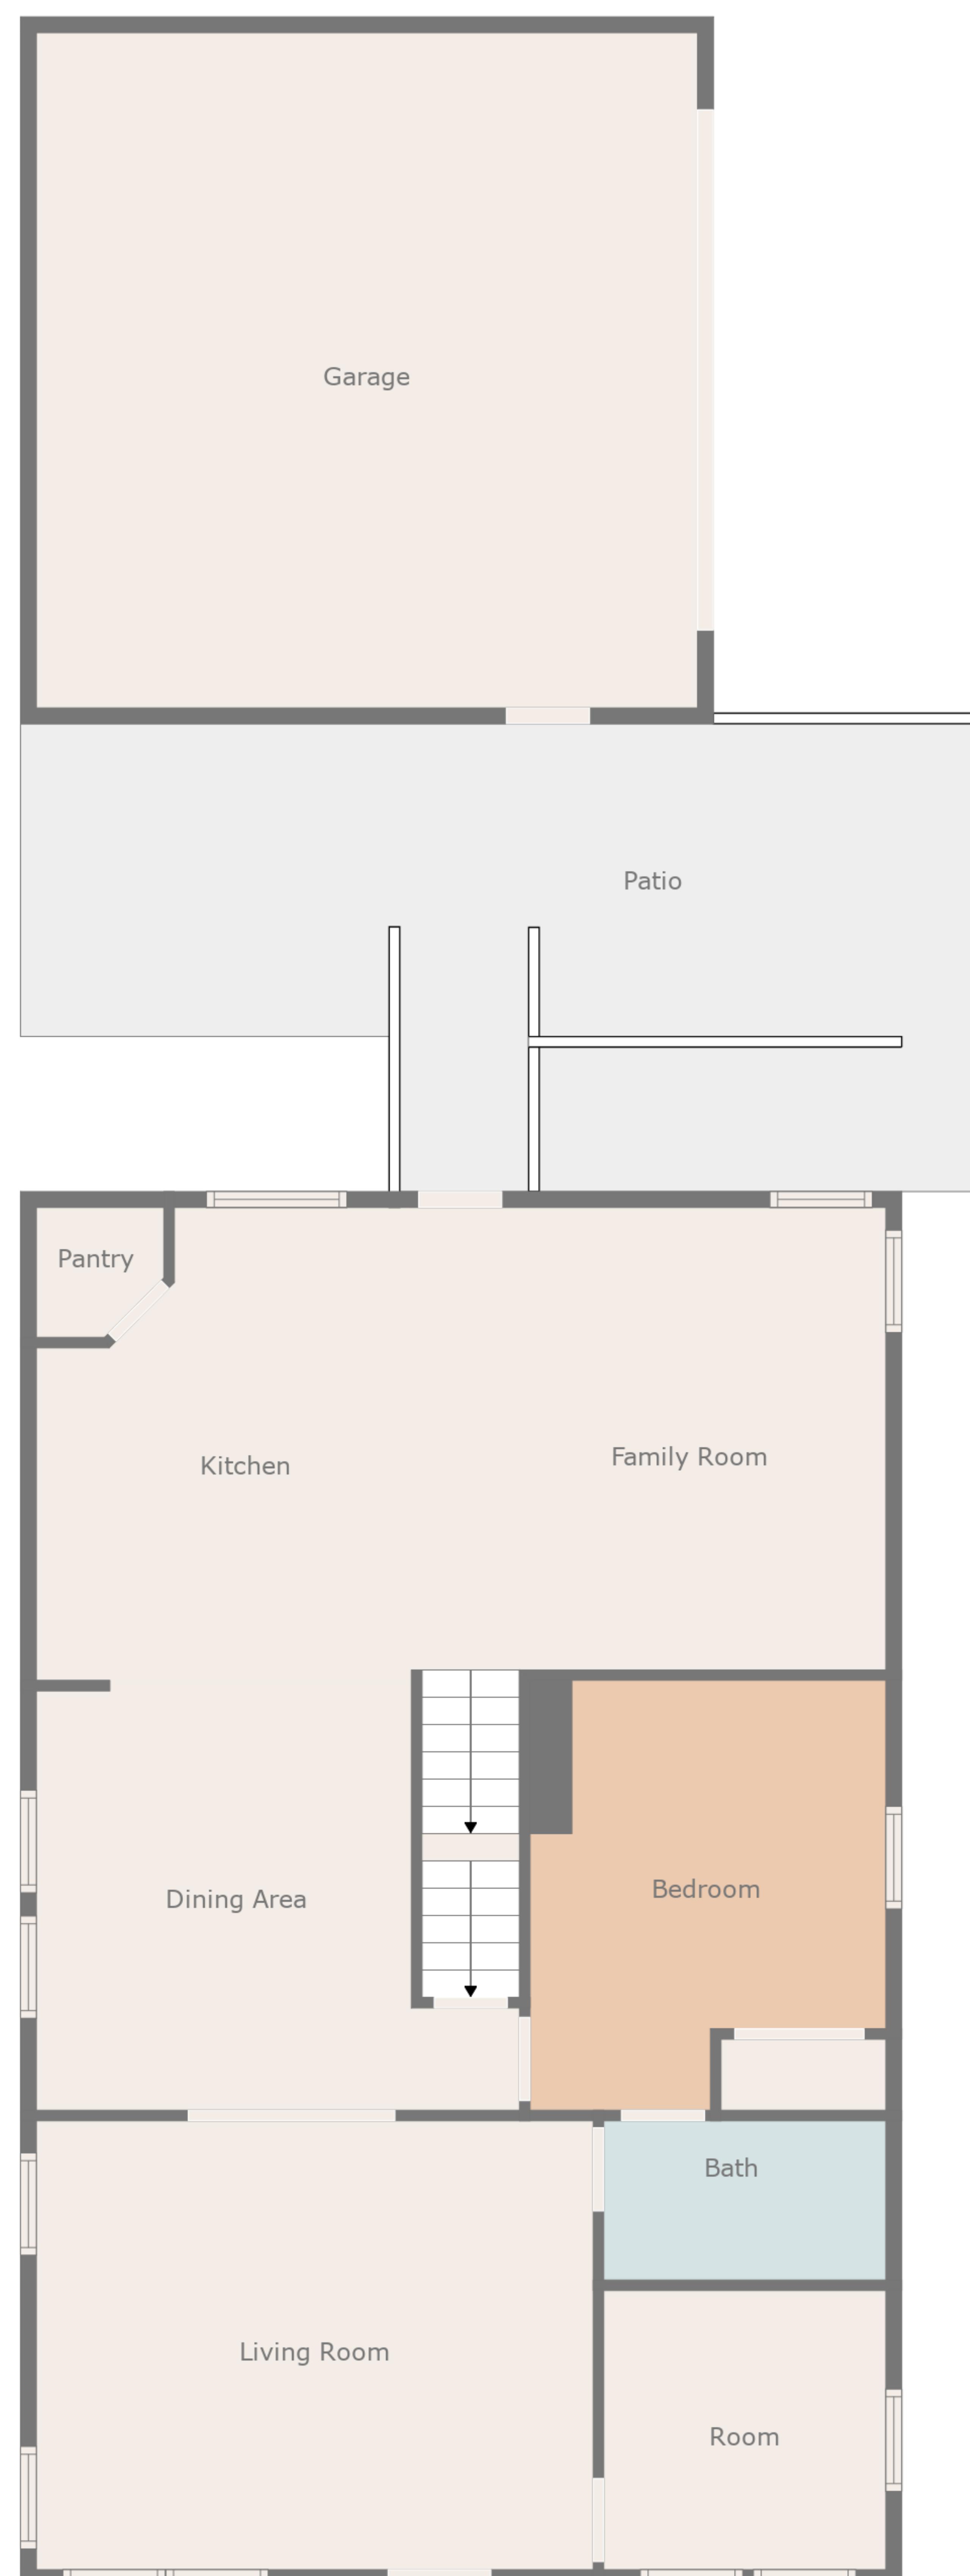 Garage
Patio
Pantry
Kitchen
Family Room
Dining Area
Bedroom
Bath
Living Room
Room